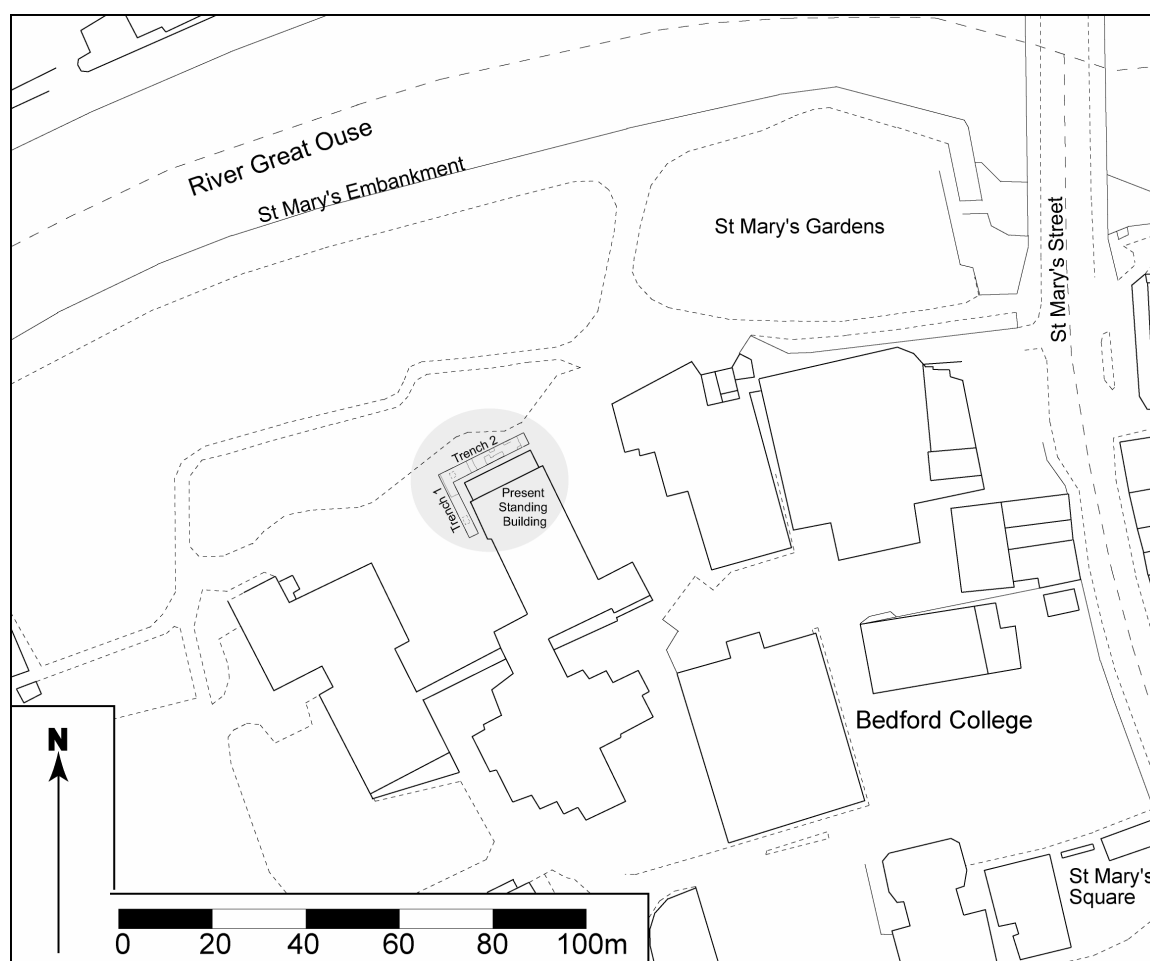 River Great Ouse
St Mary's Embankment
St Mary's Gardens
St Mary's Street
Trench 2
Trench 1
Present
Standing
Building
Bedford College
N
St Mary's
Square
0 20 40 60 80 100m